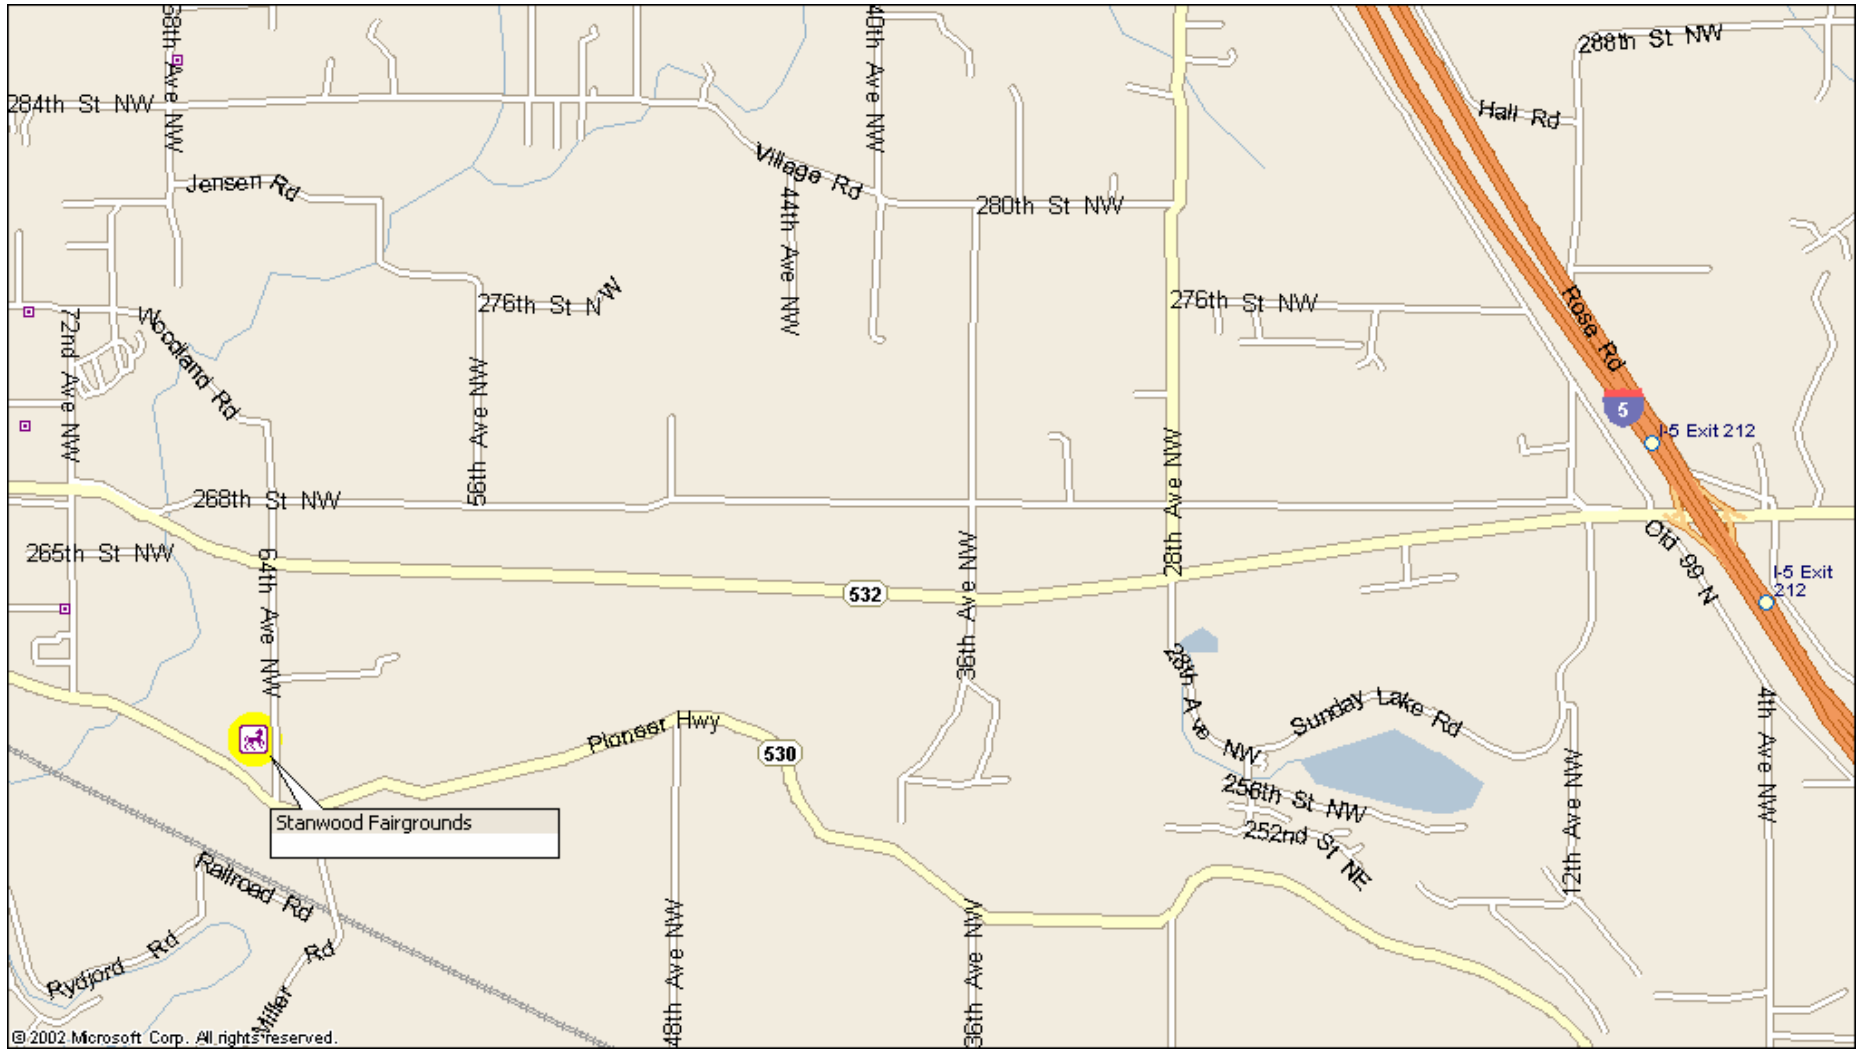 68th Ave NW
40th Ave NW
288th St NW
284th St NW
Hall Rd
Village Rd
Jensen Rd
44th Ave NW
280th St NW
276th St NW
276th St NW
Rose Rd
Woodland Rd
72nd Ave NW
56th Ave NW
5
I-5 Exit 212
28th Ave NW
268th St NW
265th St NW
64th Ave NW
36th Ave NW
Old 99 N
532
I-5 Exit
212
28th Ave NW
Sunday Lake Rd
4th Ave NW
Pioneer Hwy
530
256th St NW
12th Ave NW
Stanwood Fairgrounds
252nd St NE
Railroad Rd
Rydjord Rd
Miller Rd
48th Ave NW
36th Ave NW
© 2002 Microsoft Corp. All rights reserved.